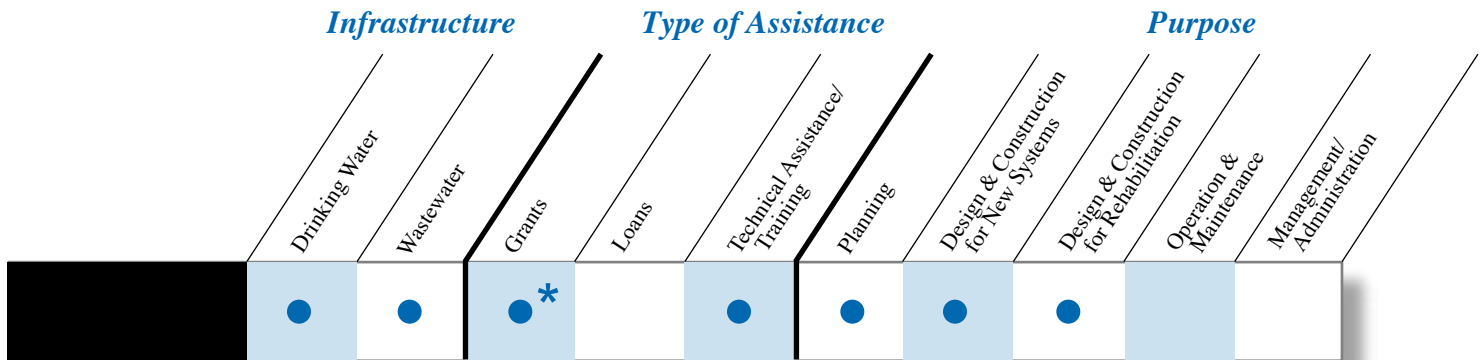 Infrastructure
Type of Assistance
Purpose
Drinking Water
Wastewater
Grants
Loans
Technical Assistance/
Training
Planning
Design & Construction
for New Systems
Design & Construction
for Rehabilitation
Operation &
Maintenance
Management/
Administration
*